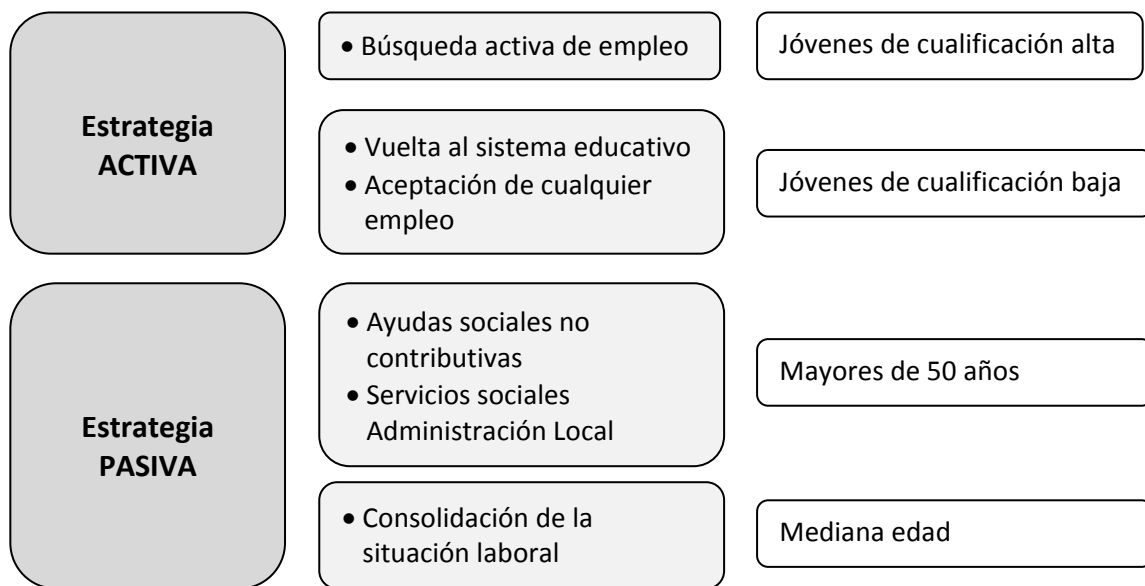 Estrategia
ACTIVA
• Búsqueda activa de empleo
Jóvenes de cualificación alta
• Vuelta al sistema educativo
• Aceptación de cualquier
empleo
Jóvenes de cualificación baja
Estrategia
PASIVA
• Ayudas sociales no
contributivas
• Servicios sociales
Administración Local
Mayores de 50 años
• Consolidación de la
situación laboral
Mediana edad